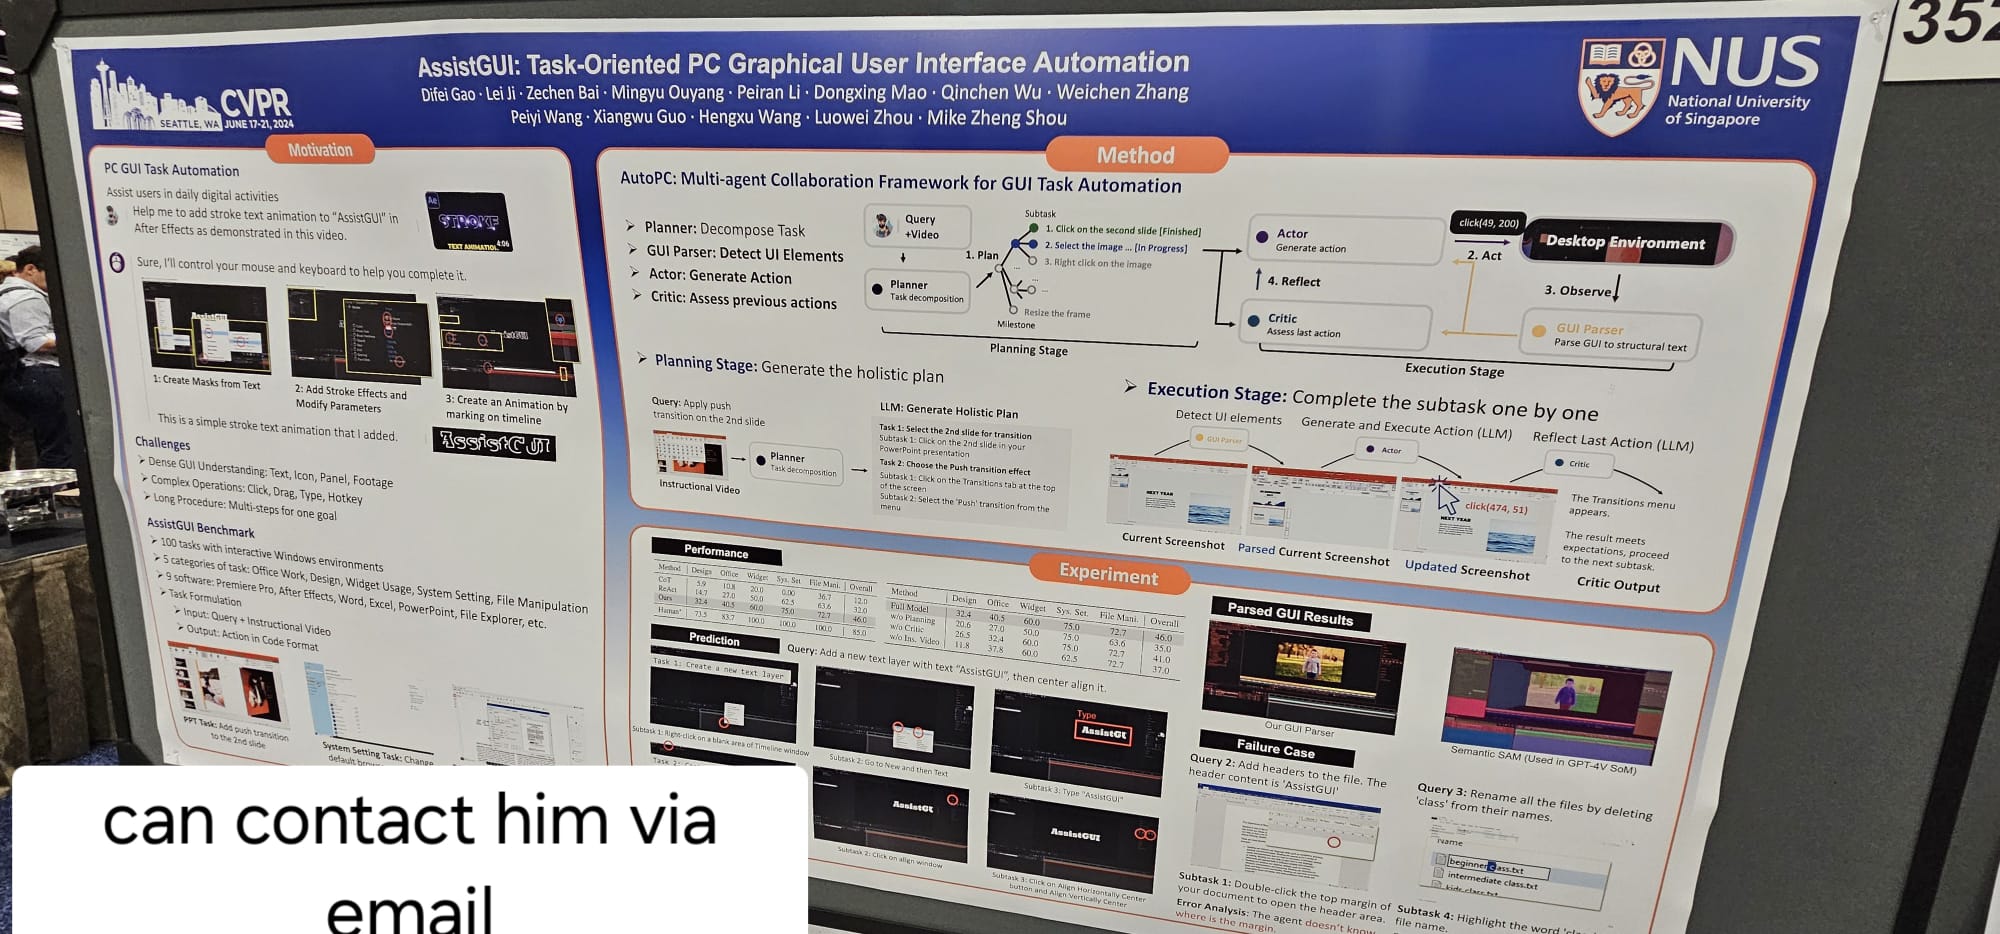 352
CVPR
SEATTLE, WA JUNE 17-21, 2024
AssistGUI: Task-Oriented PC Graphical User Interface Automation
Difei Gao · Lei Ji · Zechen Bai · Mingyu Ouyang · Peiran Li · Dongxing Mao · Qinchen Wu · Weichen Zhang
Peiyi Wang · Xiangwu Guo · Hengxu Wang · Luowei Zhou · Mike Zheng Shou
NUS
National University
of Singapore
Motivation
PC GUI Task Automation
Assist users in daily digital activities
Help me to add stroke text animation to “AssistGUI” in
After Effects as demonstrated in this video.
Ae
STROKE
TEXT ANIMATION
4:06
Sure, I'll control your mouse and keyboard to help you complete it.
1: Create Masks from Text
2: Add Stroke Effects and
Modify Parameters
3: Create an Animation by
marking on timeline
This is a simple stroke text animation that I added.
AssistGUI
Challenges
➢ Dense GUI Understanding: Text, Icon, Panel, Footage
➢ Complex Operations: Click, Drag, Type, Hotkey
➢ Long Procedure: Multi-steps for one goal
AssistGUI Benchmark
➢ 100 tasks with interactive Windows environments
➢ 5 categories of task: Office Work, Design, Widget Usage, System Setting, File Manipulation
➢ 9 software: Premiere Pro, After Effects, Word, Excel, PowerPoint, File Explorer, etc.
➢ Task Formulation
➢ Input: Query + Instructional Video
➢ Output: Action in Code Format
PPT Task: Add push transition
to the 2nd slide
System Setting Task: Change
default
Method
AutoPC: Multi-agent Collaboration Framework for GUI Task Automation
➢ Planner: Decompose Task
➢ GUI Parser: Detect UI Elements
➢ Actor: Generate Action
➢ Critic: Assess previous actions
Query
+Video
Planner
Task decomposition
1. Plan
Subtask
1. Click on the second slide [Finished]
2. Select the image ... [In Progress]
3. Right click on the image
...
...
Resize the frame
Milestone
Planning Stage
Actor
Generate action
4. Reflect
Critic
Assess last action
click(49, 200)
2. Act
Desktop Environment
3. Observe
GUI Parser
Parse GUI to structural text
Execution Stage
➢ Planning Stage: Generate the holistic plan
Query: Apply push
transition on the 2nd slide
Instructional Video
Planner
Task decomposition
LLM: Generate Holistic Plan
Task 1: Select the 2nd slide for transition
Subtask 1: Click on the 2nd slide in your
PowerPoint presentation
Task 2: Choose the Push transition effect
Subtask 1: Click on the Transitions tab at the top
of the screen
Subtask 2: Select the 'Push' transition from the
menu
➢ Execution Stage: Complete the subtask one by one
Detect UI elements
Generate and Execute Action (LLM)
Reflect Last Action (LLM)
GUI Parser
Actor
Critic
NEXT YEAR
NEXT YEAR
click(474, 51)
Current Screenshot
Parsed Current Screenshot
Updated Screenshot
The Transitions menu
appears.
The result meets
expectations, proceed
to the next subtask.
Critic Output
Experiment
Performance
Method Design Office Widget Sys. Set File Mani. Overall
CoT 5.9 10.8 20.0 0.00 36.7 12.0
ReAct 14.7 27.0 50.0 62.5 63.6 32.0
Ours 32.4 40.5 60.0 75.0 72.7 46.0
Human* 73.5 83.7 100.0 100.0 100.0 85.0
Method Design Office Widget Sys. Set. File Mani. Overall
Full Model 32.4 40.5 60.0 75.0 72.7 46.0
w/o Planning 20.6 27.0 50.0 75.0 63.6 35.0
w/o Critic 26.5 32.4 60.0 75.0 72.7 41.0
w/o Ins. Video 11.8 37.8 60.0 62.5 72.7 37.0
Prediction
Query: Add a new text layer with text “AssistGUI”, then center align it.
Task 1: Create a new text layer
Subtask 1: Right-click on a blank area of Timeline window
Subtask 2: Go to New and then Text
Type
AssistGU
Subtask 3: Type "AssistGUI"
Task 2:
AssistGU
Subtask 2: Click on align window
AssistGUI
Subtask 3: Click on Align Horizontally Center
button and Align Vertically Center
Parsed GUI Results
Our GUI Parser
Semantic SAM (Used in GPT-4V SoM)
Failure Case
Query 2: Add headers to the file. The
header content is 'AssistGUI'
Subtask 1: Double-click the top margin of
your document to open the header area.
Error Analysis: The agent doesn't know
where is the margin.
Query 3: Rename all the files by deleting
'class' from their names.
Name
beginner class.txt
intermediate class.txt
kids class.txt
Subtask 4: Highlight the word
file name.
can contact him via
email